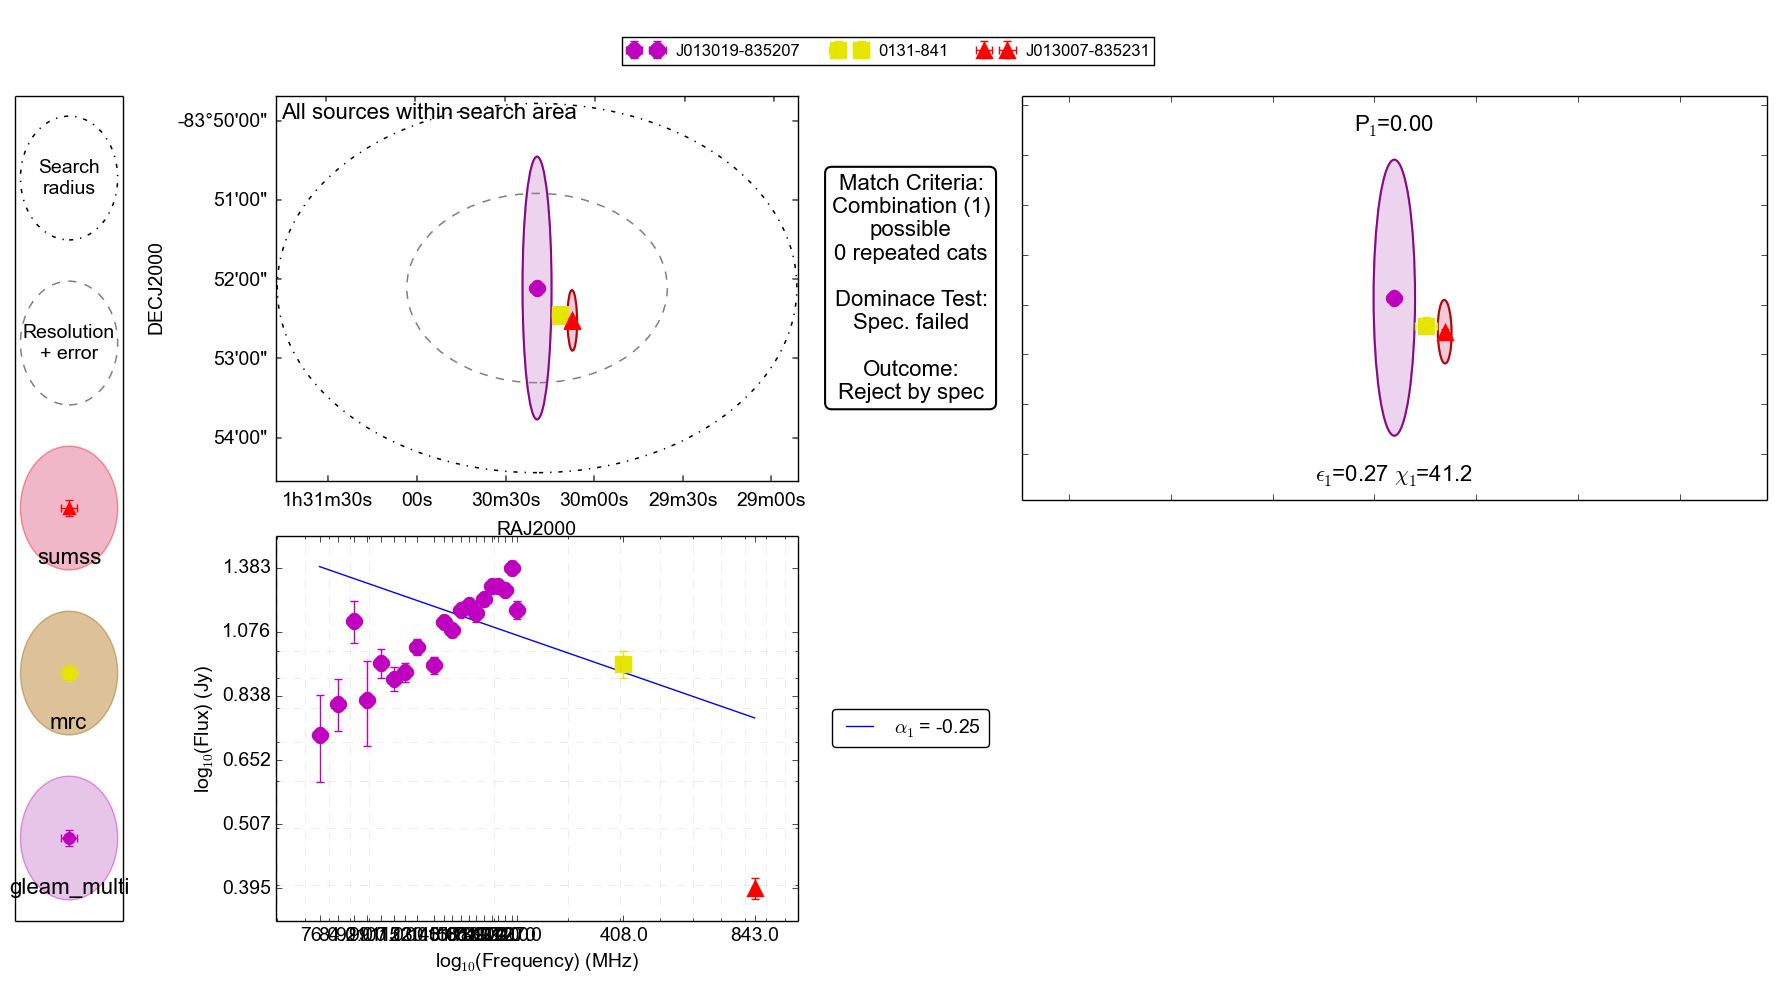 J013019-835207 0131-841 J013007-835231
Search
radius
Resolution
+ error
sumss
mrc
gleam_multi
All sources within search area
DECJ2000
-83°50'00"
51'00"
52'00"
53'00"
54'00"
1h31m30s 00s 30m30s 30m00s 29m30s 29m00s
RAJ2000
Match Criteria:
Combination (1)
possible
0 repeated cats
Dominace Test:
Spec. failed
Outcome:
Reject by spec
P1=0.00
ϵ1=0.27 χ1=41.2
log10(Flux) (Jy)
1.383
1.076
0.838
0.652
0.507
0.395
408.0 843.0
log10(Frequency) (MHz)
α1 = -0.25